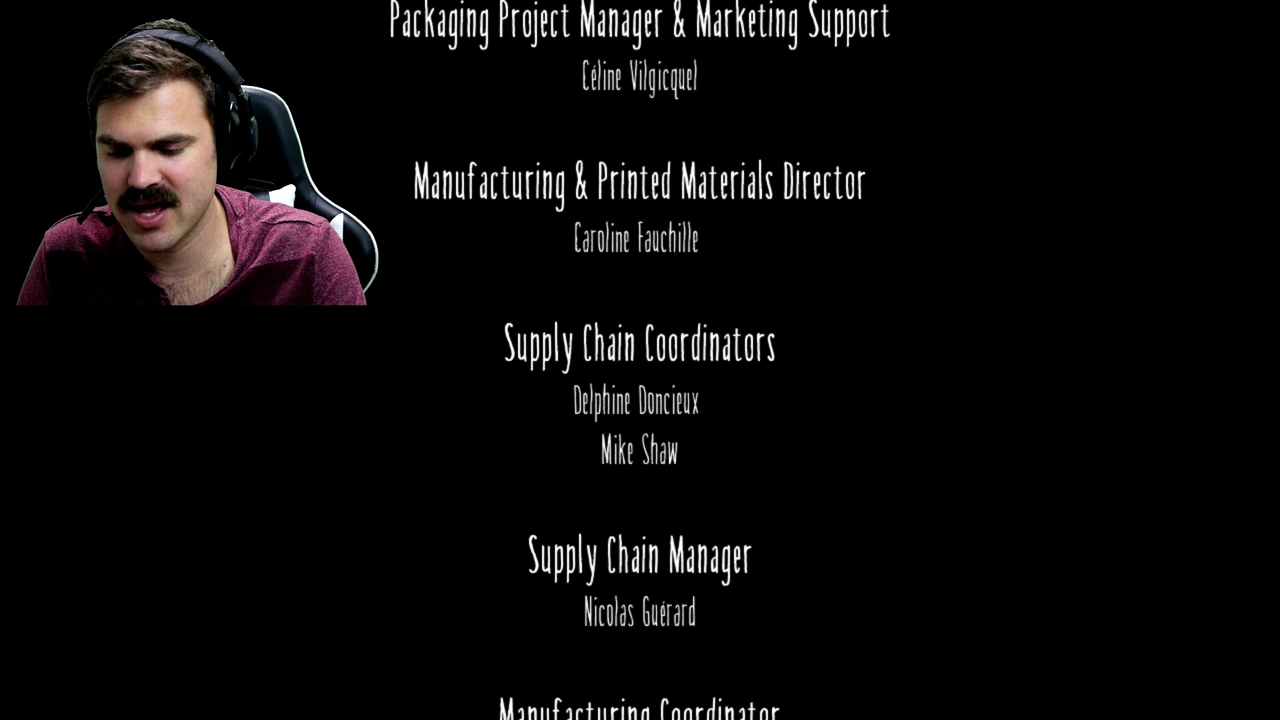 Packaging Project Manager & Marketing Support
Céline Vilgicquel
Manufacturing & Printed Materials Director
Caroline Fauchille
Supply Chain Coordinators
Delphine Doncieux
Mike Shaw
Supply Chain Manager
Nicolas Guérard
Manufacturing Coordinator